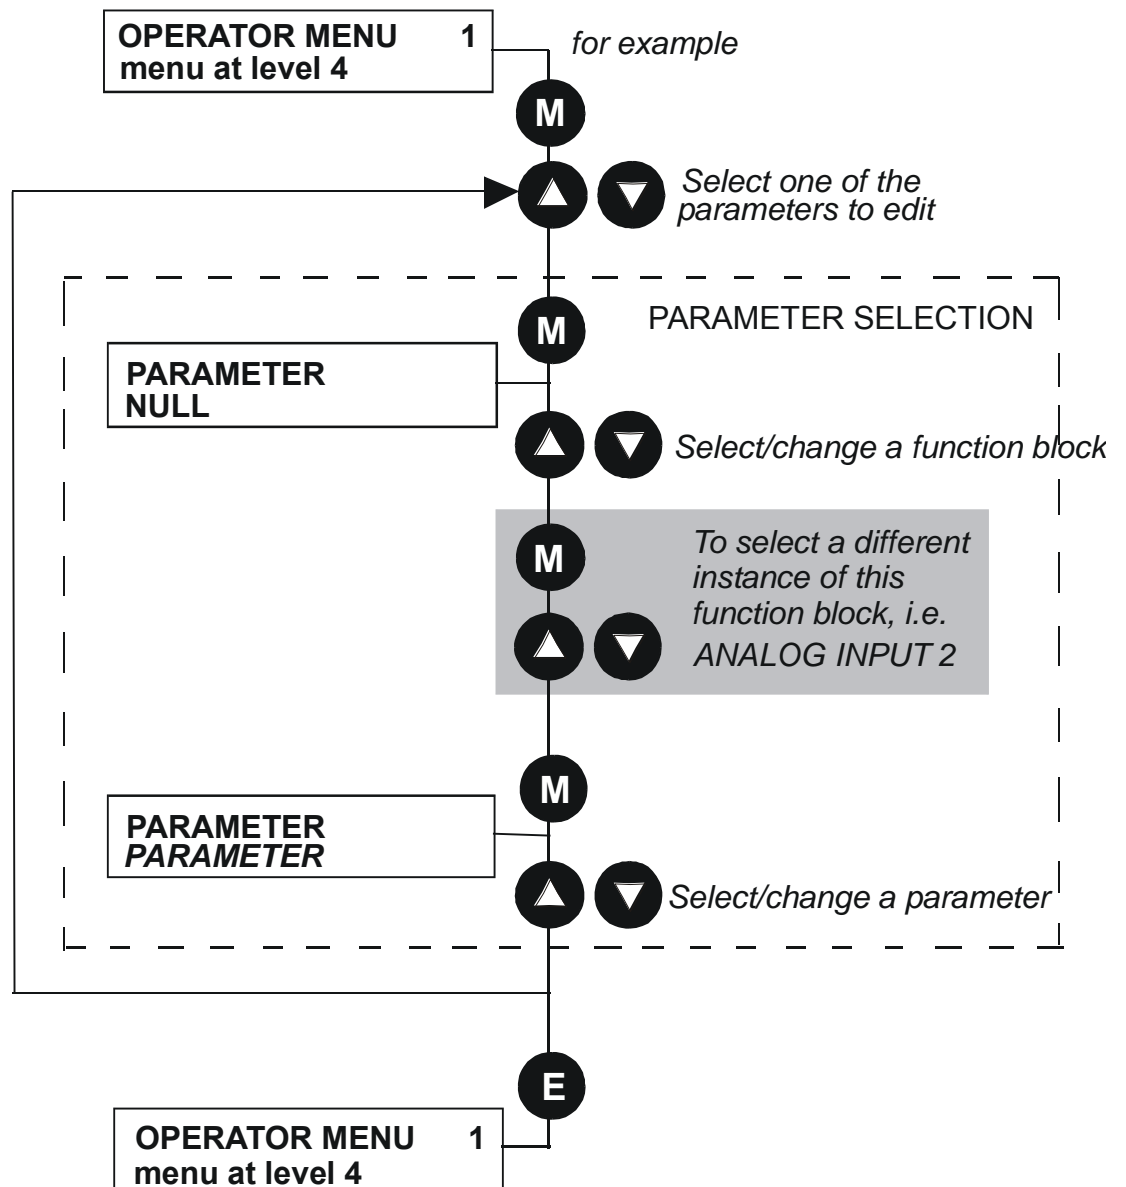 OPERATOR MENU 1
menu at level 4
for example
M
Select one of the
parameters to edit
M
PARAMETER SELECTION
PARAMETER
NULL
Select/change a function block
M
To select a different
instance of this
function block, i.e.
ANALOG INPUT 2
M
PARAMETER
PARAMETER
Select/change a parameter
E
OPERATOR MENU 1
menu at level 4